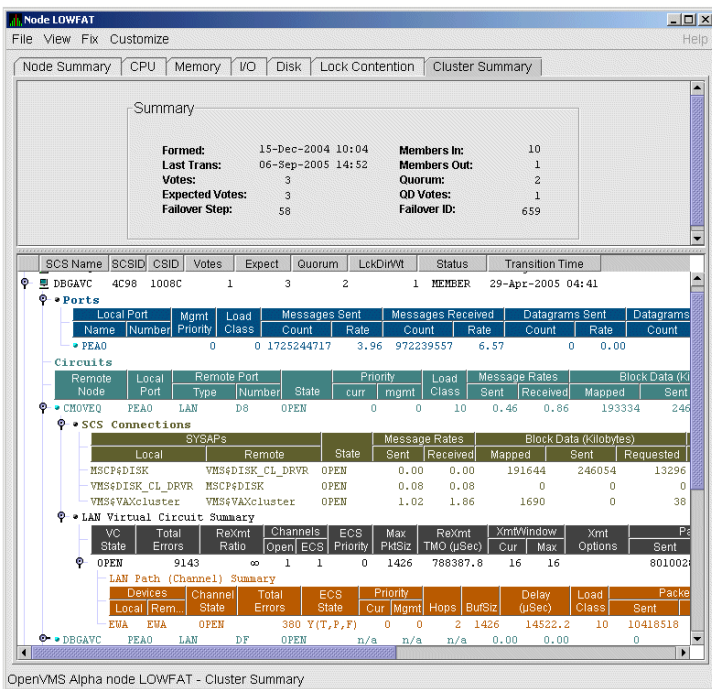 Node LOWFAT
File View Fix Customize Help
Node Summary CPU Memory I/O Disk Lock Contention Cluster Summary
Summary
Formed: 15-Dec-2004 10:04 Members In: 10
Last Trans: 06-Sep-2005 14:52 Members Out: 1
Votes: 3 Quorum: 2
Expected Votes: 3 QD Votes: 1
Failover Step: 58 Failover ID: 659
SCS Name SCSID CSID Votes Expect Quorum LckDirWt Status Transition Time
DBGAVC 4C98 1008C 1 3 2 1 MEMBER 29-Apr-2005 04:41
Ports
Local Port Mgmt Load Messages Sent Messages Received Datagrams Sent Datagrams
Name Number Priority Class Count Rate Count Rate Count Rate Count
PEA0 0 0 1725244717 3.96 972239557 6.57 0 0.00
Circuits
Remote Local Remote Port Priority Load Message Rates Block Data (Ki
Node Port Type Number State curr mgmt Class Sent Received Mapped Sent
CMOVEQ PEA0 LAN D8 OPEN 0 0 10 0.46 0.86 193334 246
SCS Connections
SYSAPs Message Rates Block Data (Kilobytes)
Local Remote State Sent Received Mapped Sent Requested
MSCP$DISK VMS$DISK_CL_DRVR OPEN 0.00 0.00 191644 246054 13296
VMS$DISK_CL_DRVR MSCP$DISK OPEN 0.08 0.08 0 0 0
VMS$VAXcluster VMS$VAXcluster OPEN 1.02 1.86 1690 0 38
LAN Virtual Circuit Summary
VC Total ReXmt Channels ECS Max ReXmt XmtWindow Xmt Pa
State Errors Ratio Open ECS Priority PktSiz TMO (µSec) Cur Max Options Sent
OPEN 9143 ∞ 1 1 0 1426 788387.8 16 16 8010028
LAN Path (Channel) Summary
Devices Channel Total ECS Priority Delay Load Packe
Local Rem... State Errors State Cur Mgmt Hops BufSiz (µSec) Class Sent
EWA EWA OPEN 380 Y(T,P,F) 0 0 2 1426 14522.2 10 10418518
DBGAVC PEA0 LAN DF OPEN n/a n/a n/a 0.00 0.00 0
OpenVMS Alpha node LOWFAT - Cluster Summary